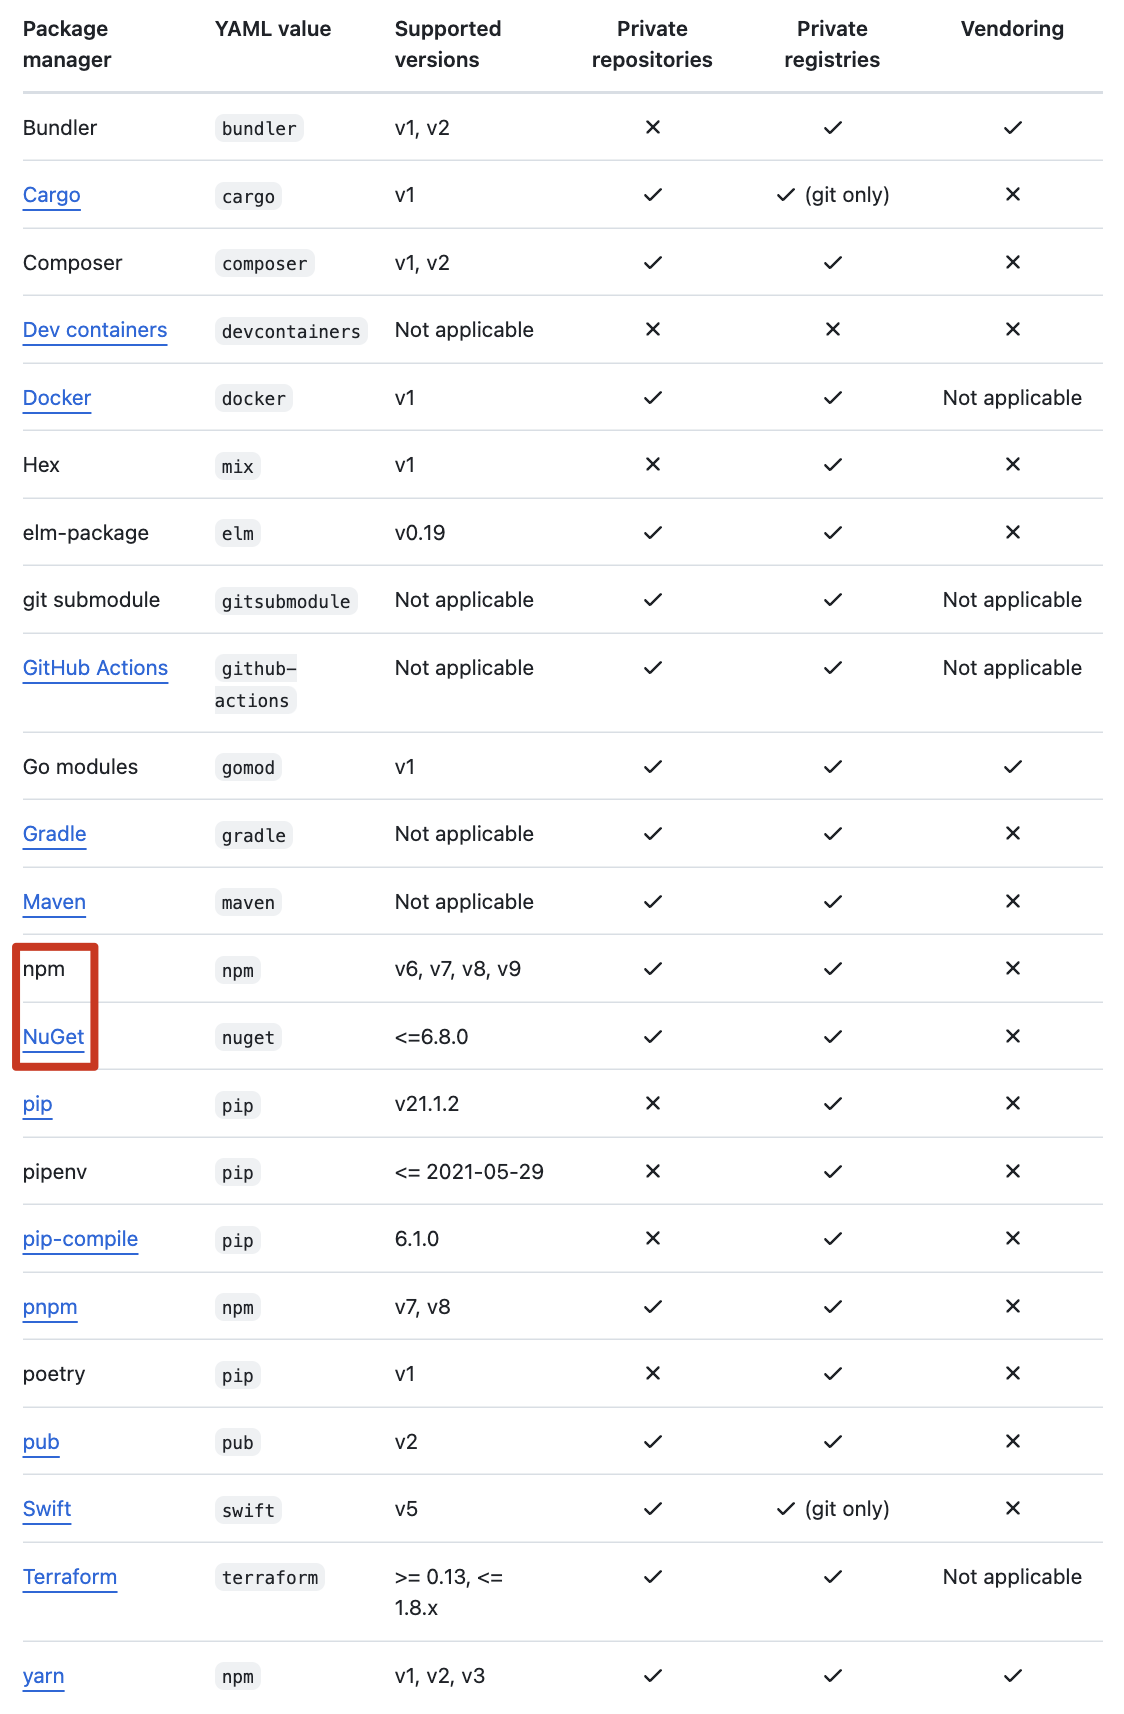 Package manager YAML value Supported versions Private repositories Private registries Vendoring
Bundler bundler v1, v2 ✕ ✓ ✓
Cargo cargo v1 ✓ ✓ (git only) ✕
Composer composer v1, v2 ✓ ✓ ✕
Dev containers devcontainers Not applicable ✕ ✕ ✕
Docker docker v1 ✓ ✓ Not applicable
Hex mix v1 ✕ ✓ ✕
elm-package elm v0.19 ✓ ✓ ✕
git submodule gitsubmodule Not applicable ✓ ✓ Not applicable
GitHub Actions github-actions Not applicable ✓ ✓ Not applicable
Go modules gomod v1 ✓ ✓ ✓
Gradle gradle Not applicable ✓ ✓ ✕
Maven maven Not applicable ✓ ✓ ✕
npm npm v6, v7, v8, v9 ✓ ✓ ✕
NuGet nuget <=6.8.0 ✓ ✓ ✕
pip pip v21.1.2 ✕ ✓ ✕
pipenv pip <= 2021-05-29 ✕ ✓ ✕
pip-compile pip 6.1.0 ✕ ✓ ✕
pnpm npm v7, v8 ✓ ✓ ✕
poetry pip v1 ✕ ✓ ✕
pub pub v2 ✓ ✓ ✕
Swift swift v5 ✓ ✓ (git only) ✕
Terraform terraform >= 0.13, <= 1.8.x ✓ ✓ Not applicable
yarn npm v1, v2, v3 ✓ ✓ ✓